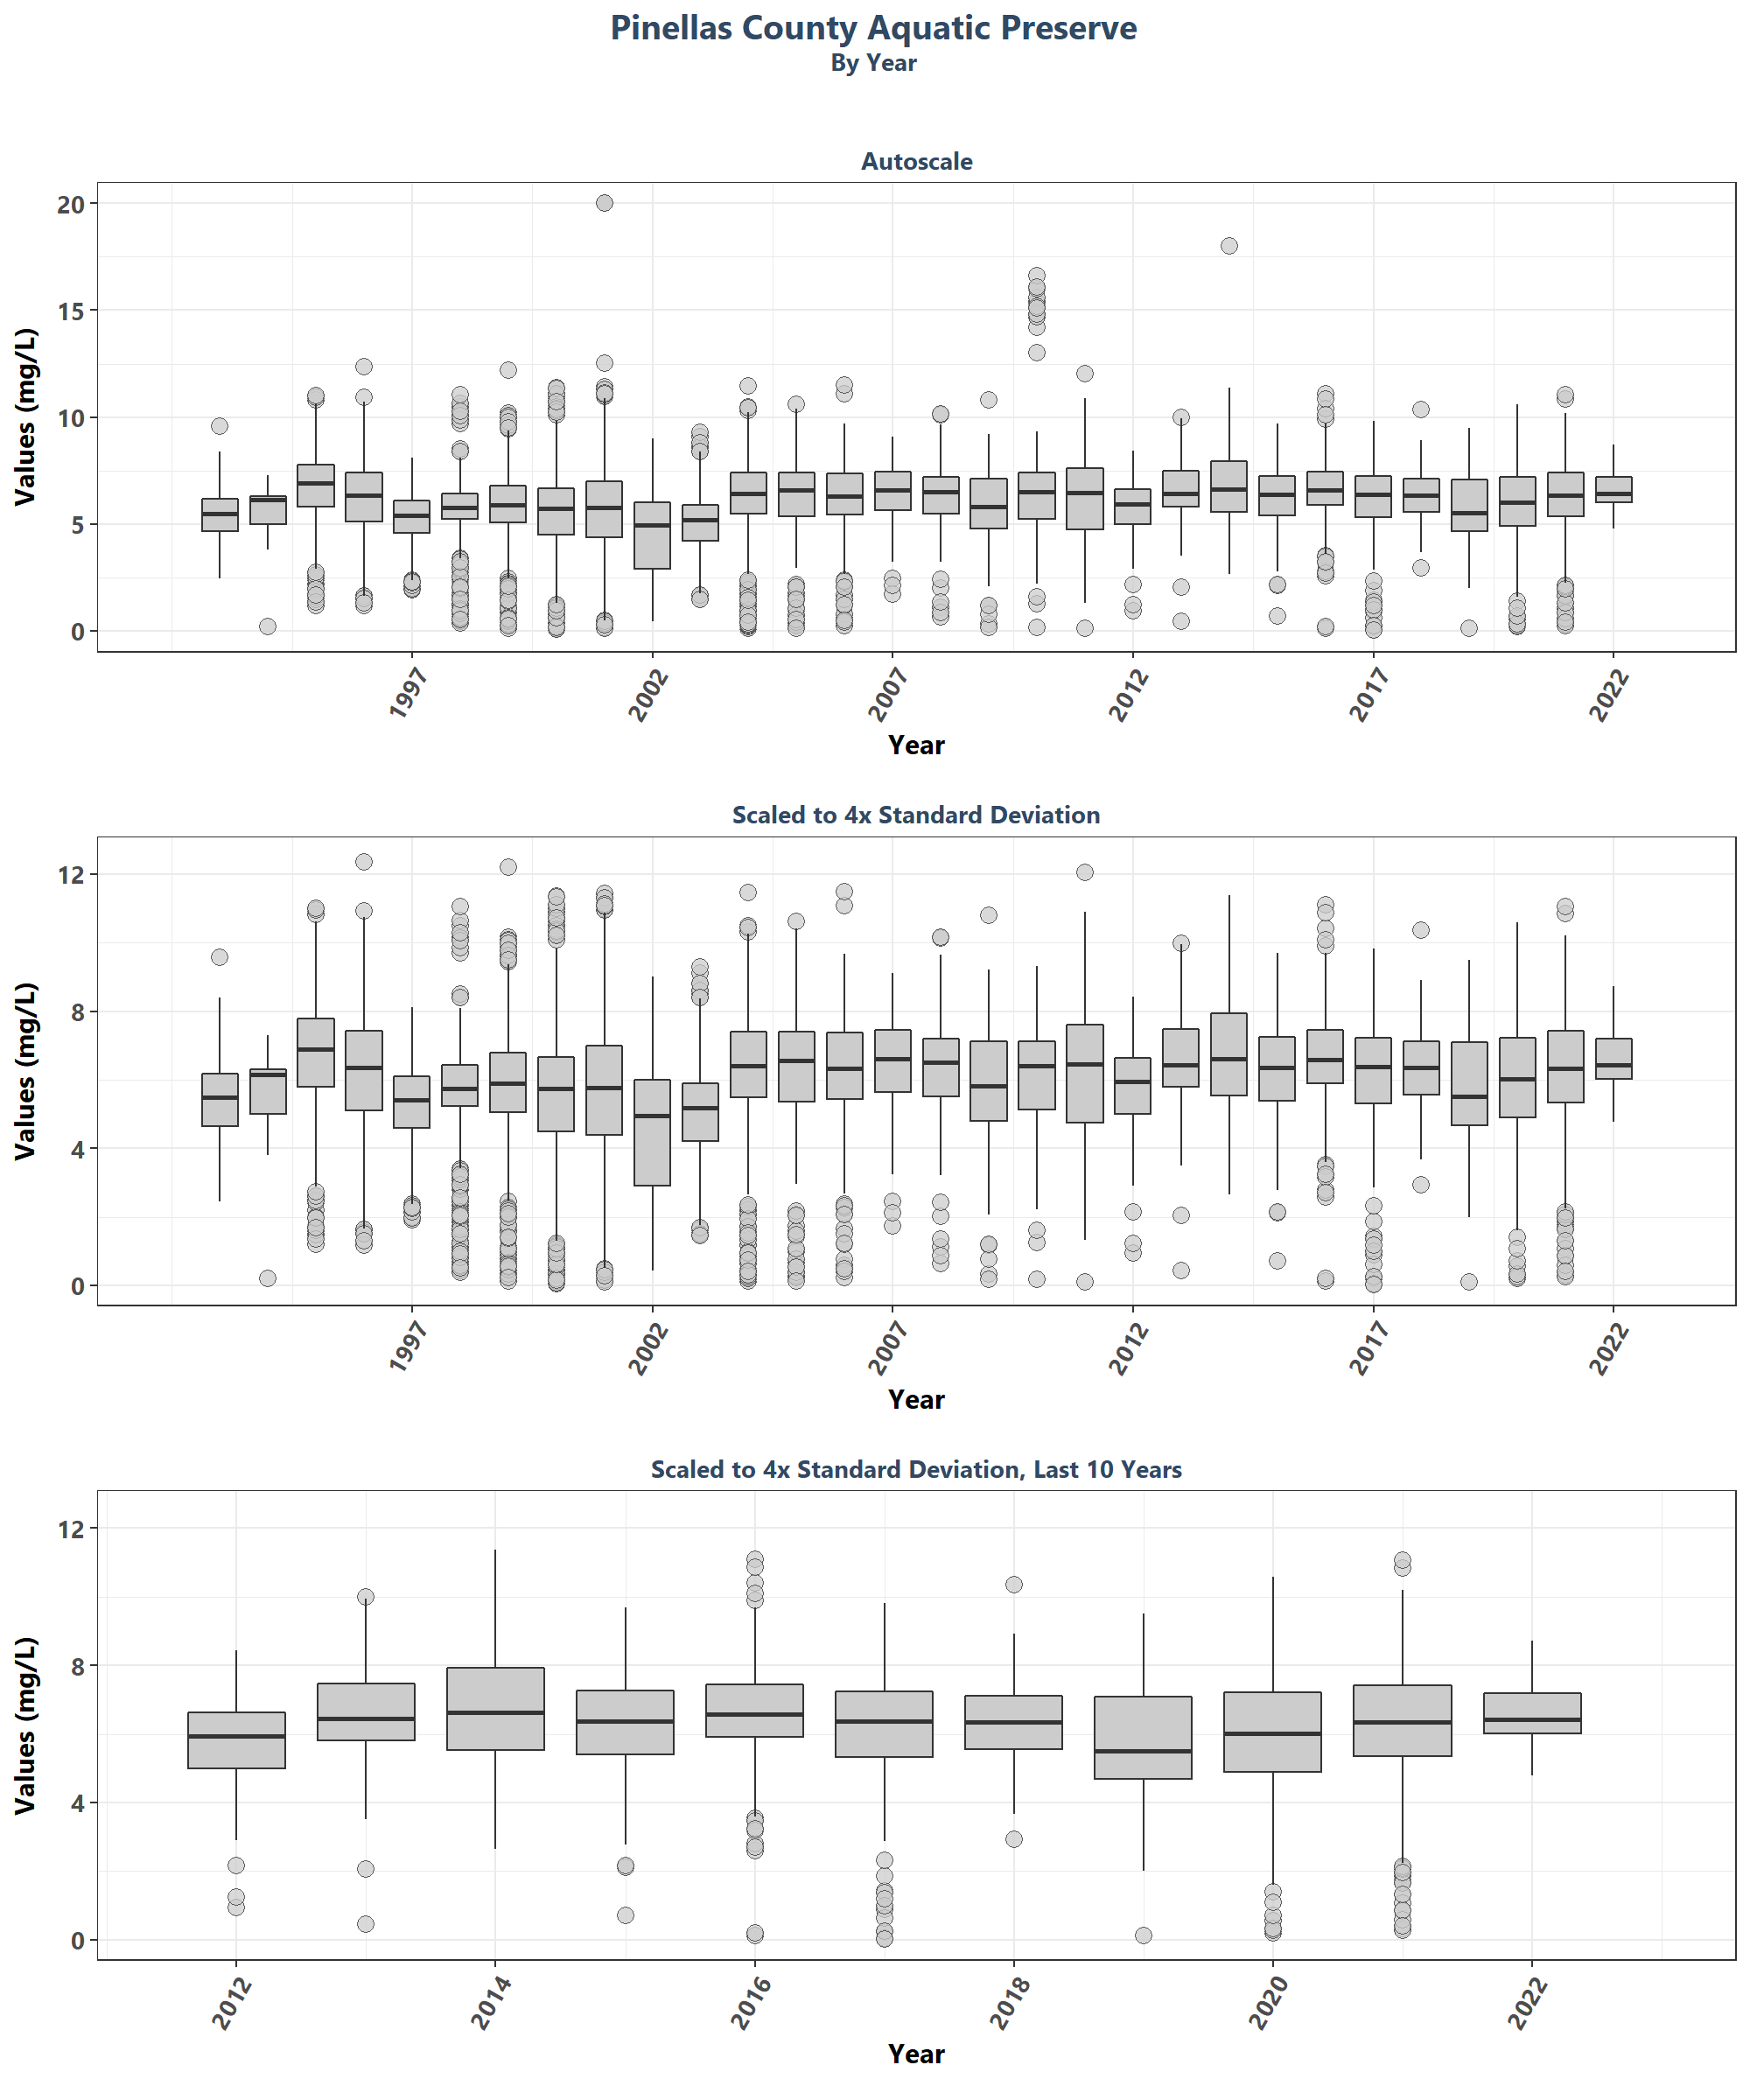 Pinellas County Aquatic Preserve
By Year
Autoscale
Values (mg/L)
20
15
10
5
0
1997
2002
2007
2012
2017
2022
Year
Scaled to 4x Standard Deviation
Values (mg/L)
12
8
4
0
1997
2002
2007
2012
2017
2022
Year
Scaled to 4x Standard Deviation, Last 10 Years
Values (mg/L)
12
8
4
0
2012
2014
2016
2018
2020
2022
Year